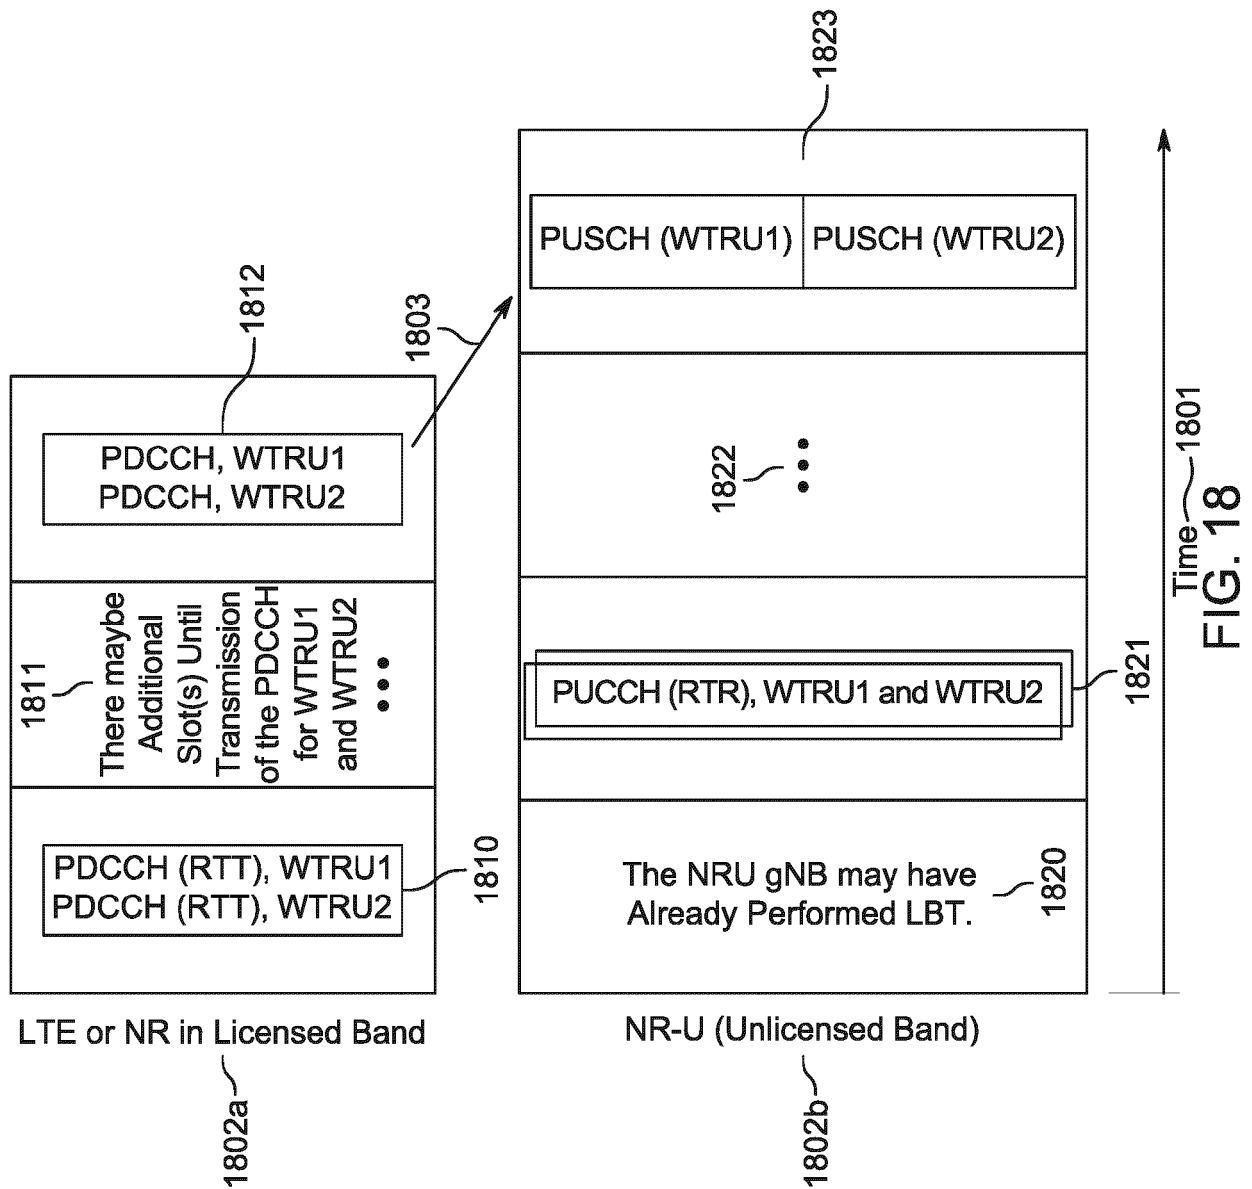 1802a
LTE or NR in Licensed Band
PDCCH (RTT), WTRU1
PDCCH (RTT), WTRU2
1810
1811
There maybe
Additional
Slot(s) Until
Transmission
of the PDCCH
for WTRU1
and WTRU2
•••
PDCCH, WTRU1
PDCCH, WTRU2
1812
1803
1802b
NR-U (Unlicensed Band)
The NRU gNB may have
Already Performed LBT.
1820
PUCCH (RTR), WTRU1 and WTRU2
1821
1822
•••
PUSCH (WTRU1)
PUSCH (WTRU2)
1823
Time
1801
FIG. 18